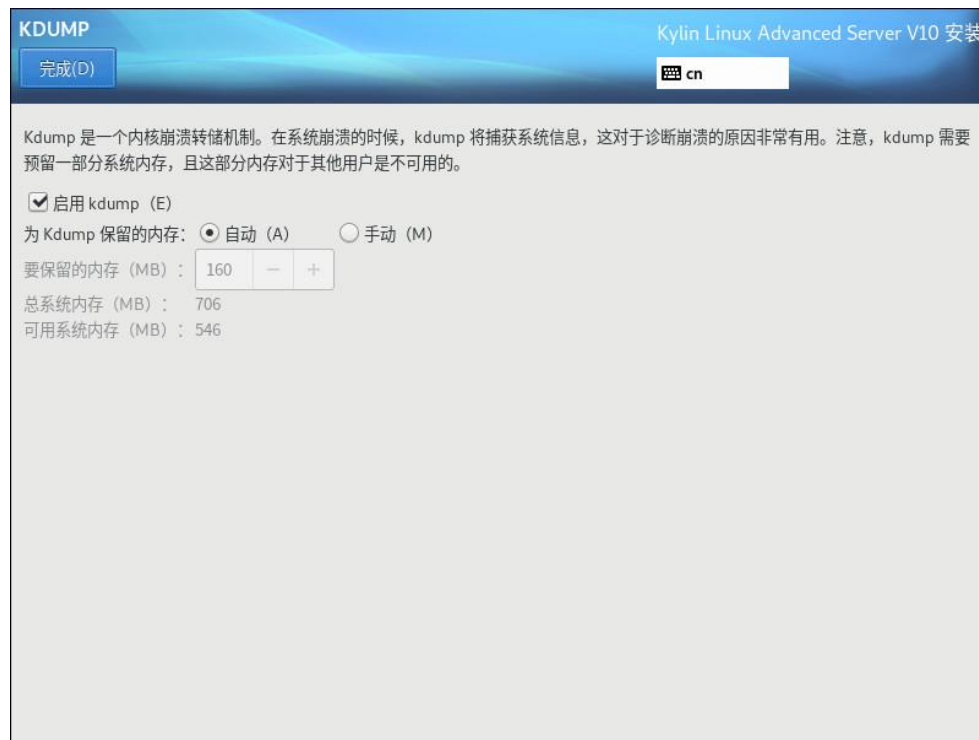 KDUMP
Kylin Linux Advanced Server V10 安装
完成(D)
cn
Kdump 是一个内核崩溃转储机制。在系统崩溃的时候，kdump 将捕获系统信息，这对于诊断崩溃的原因非常有用。注意，kdump 需要
预留一部分系统内存，且这部分内存对于其他用户是不可用的。
启用 kdump（E）
为 Kdump 保留的内存： 自动（A） 手动（M）
要保留的内存（MB）： 160 − +
总系统内存（MB）： 706
可用系统内存（MB）： 546